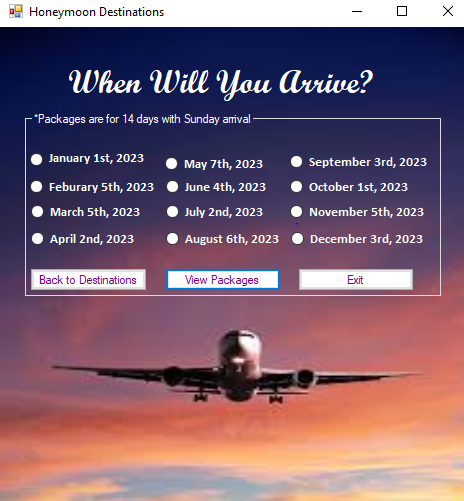 Honeymoon Destinations
When Will You Arrive?
*Packages are for 14 days with Sunday arrival
January 1st, 2023
May 7th, 2023
September 3rd, 2023
Feburary 5th, 2023
June 4th, 2023
October 1st, 2023
March 5th, 2023
July 2nd, 2023
November 5th, 2023
April 2nd, 2023
August 6th, 2023
December 3rd, 2023
Back to Destinations
View Packages
Exit